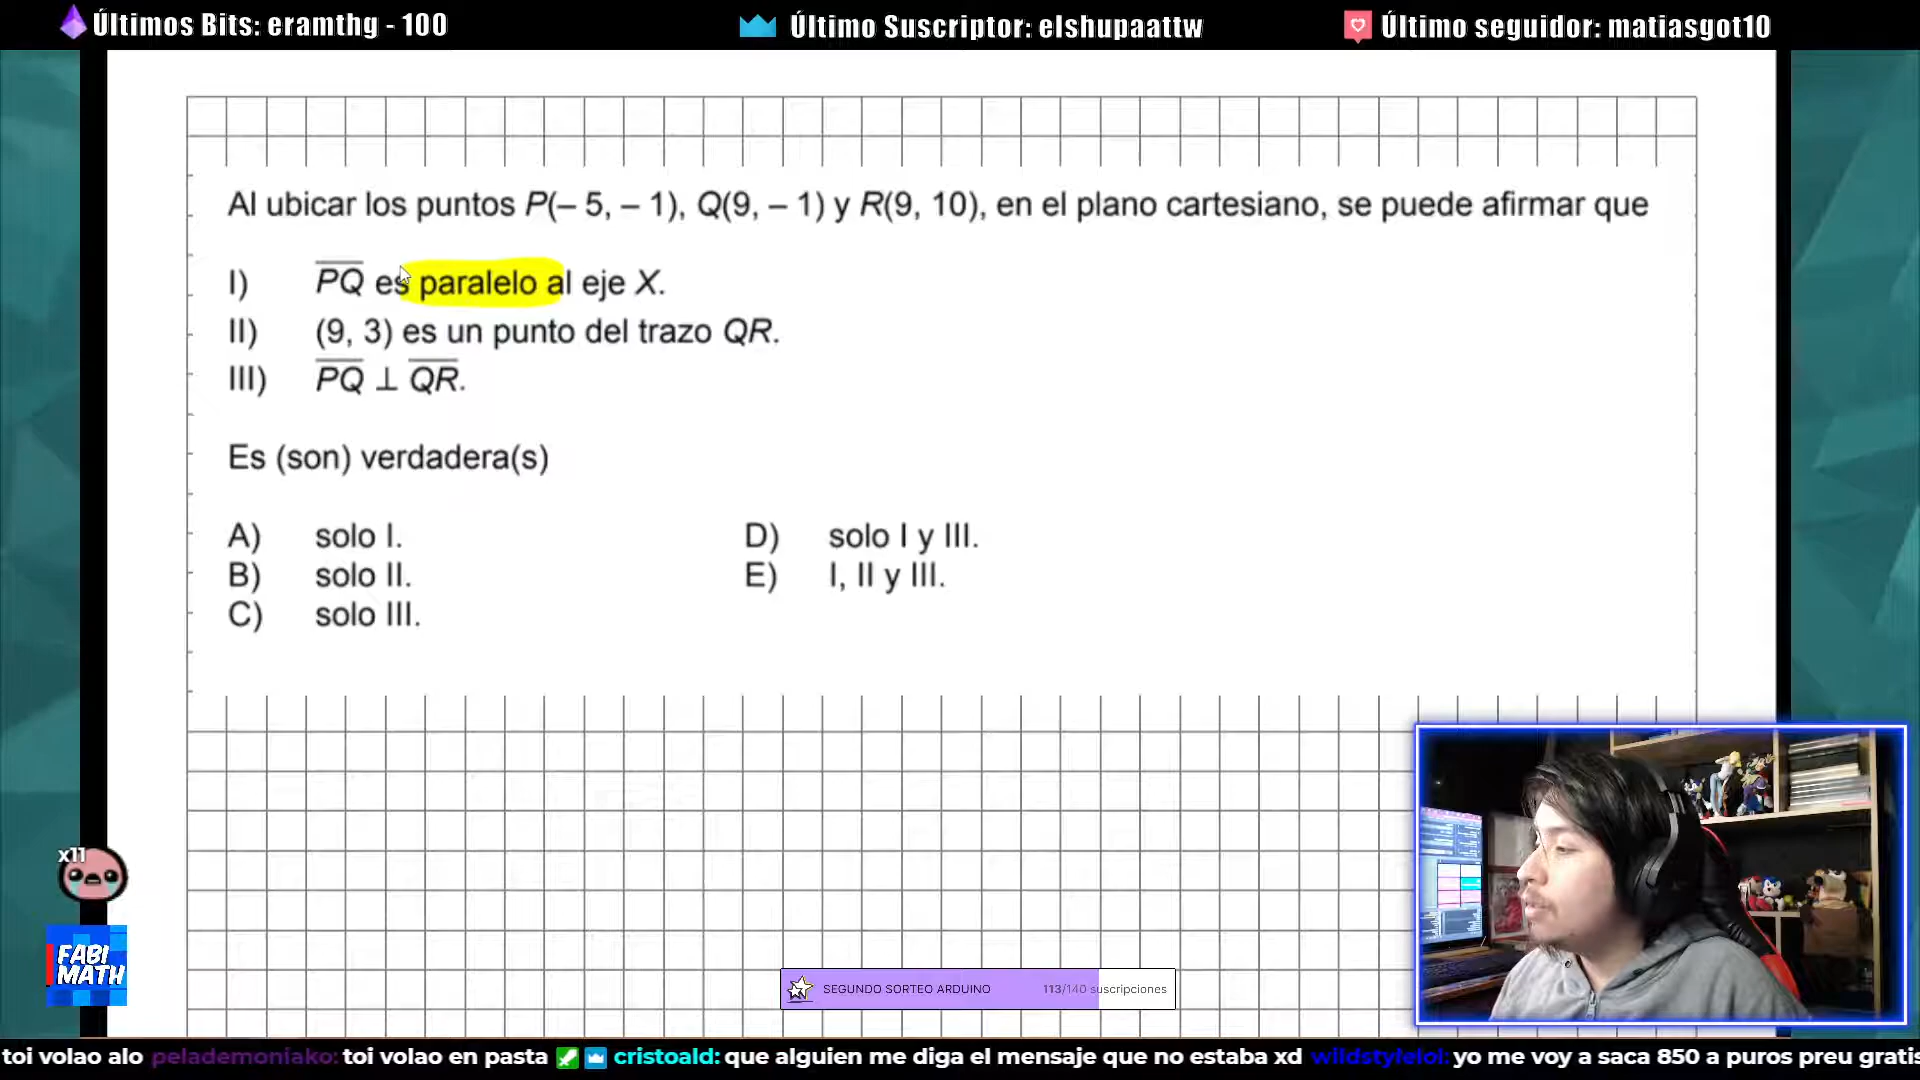 Últimos Bits: eramthg - 100
Último Suscriptor: elshupaattw
Último seguidor: matiasgot10
Al ubicar los puntos P(– 5, – 1), Q(9, – 1) y R(9, 10), en el plano cartesiano, se puede afirmar que
I) PQ es paralelo al eje X.
II) (9, 3) es un punto del trazo QR.
III) PQ ⊥ QR.
Es (son) verdadera(s)
A) solo I.
B) solo II.
C) solo III.
D) solo I y III.
E) I, II y III.
x11
FABI
MATH
SEGUNDO SORTEO ARDUINO 113/140 suscripciones
toi volao alo pelademoniako: toi volao en pasta cristoald: que alguien me diga el mensaje que no estaba xd wildstylelol: yo me voy a saca 850 a puros preu gratis